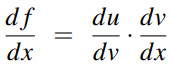 df/dx = du/dv · dv/dx